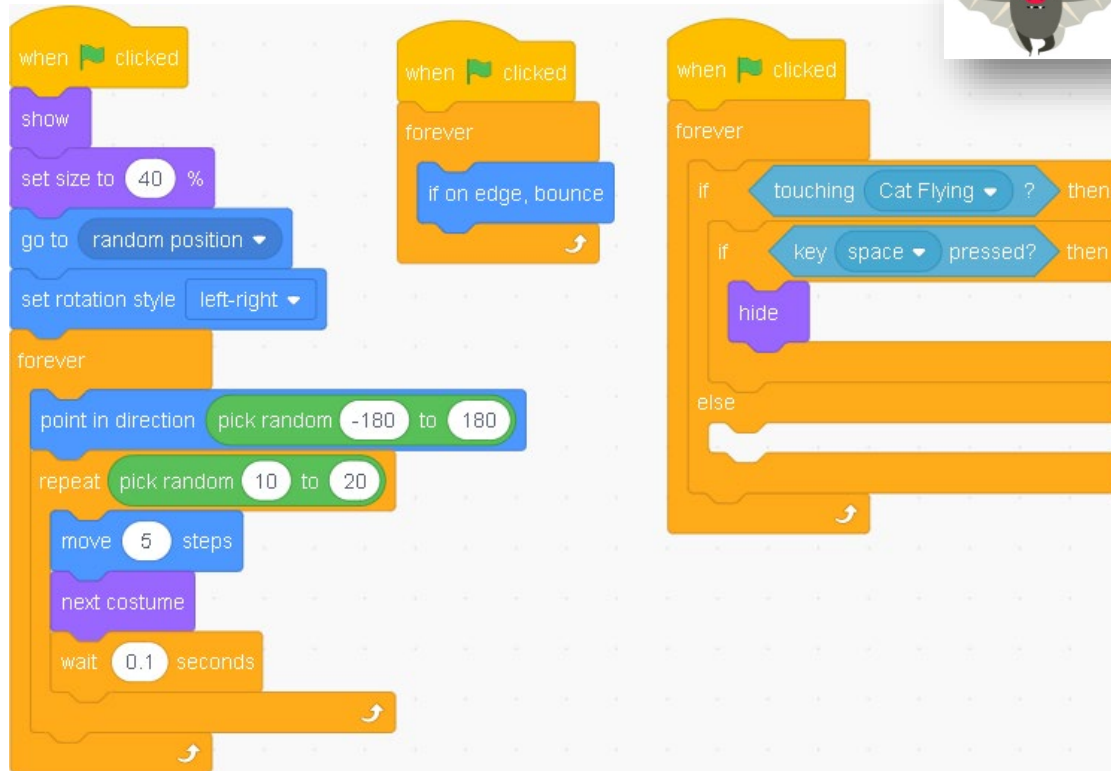 when clicked
show
set size to 40 %
go to random position
set rotation style left-right
forever
point in direction pick random -180 to 180
repeat pick random 10 to 20
move 5 steps
next costume
wait 0.1 seconds
when clicked
forever
if on edge, bounce
when clicked
forever
if touching Cat Flying ? then
if key space pressed? then
hide
else